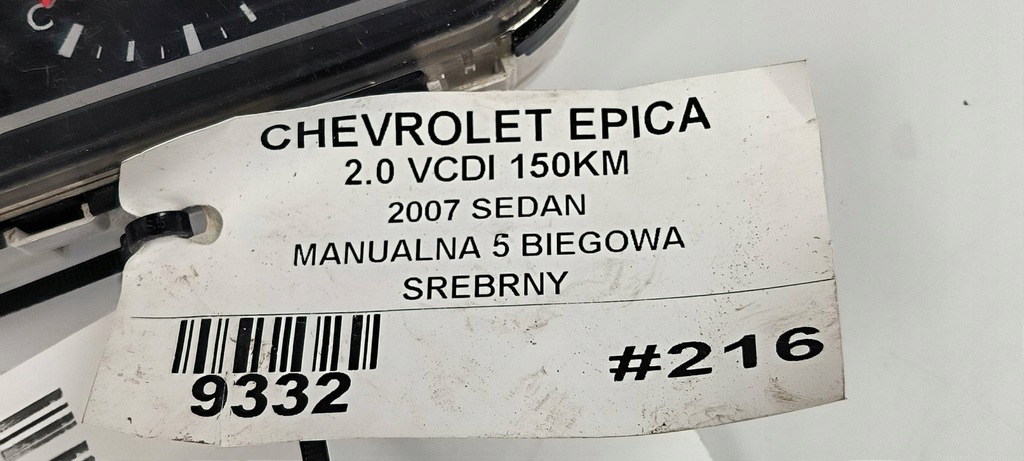 C
CHEVROLET EPICA
2.0 VCDI 150KM
2007 SEDAN
MANUALNA 5 BIEGOWA
SREBRNY
9332
#216